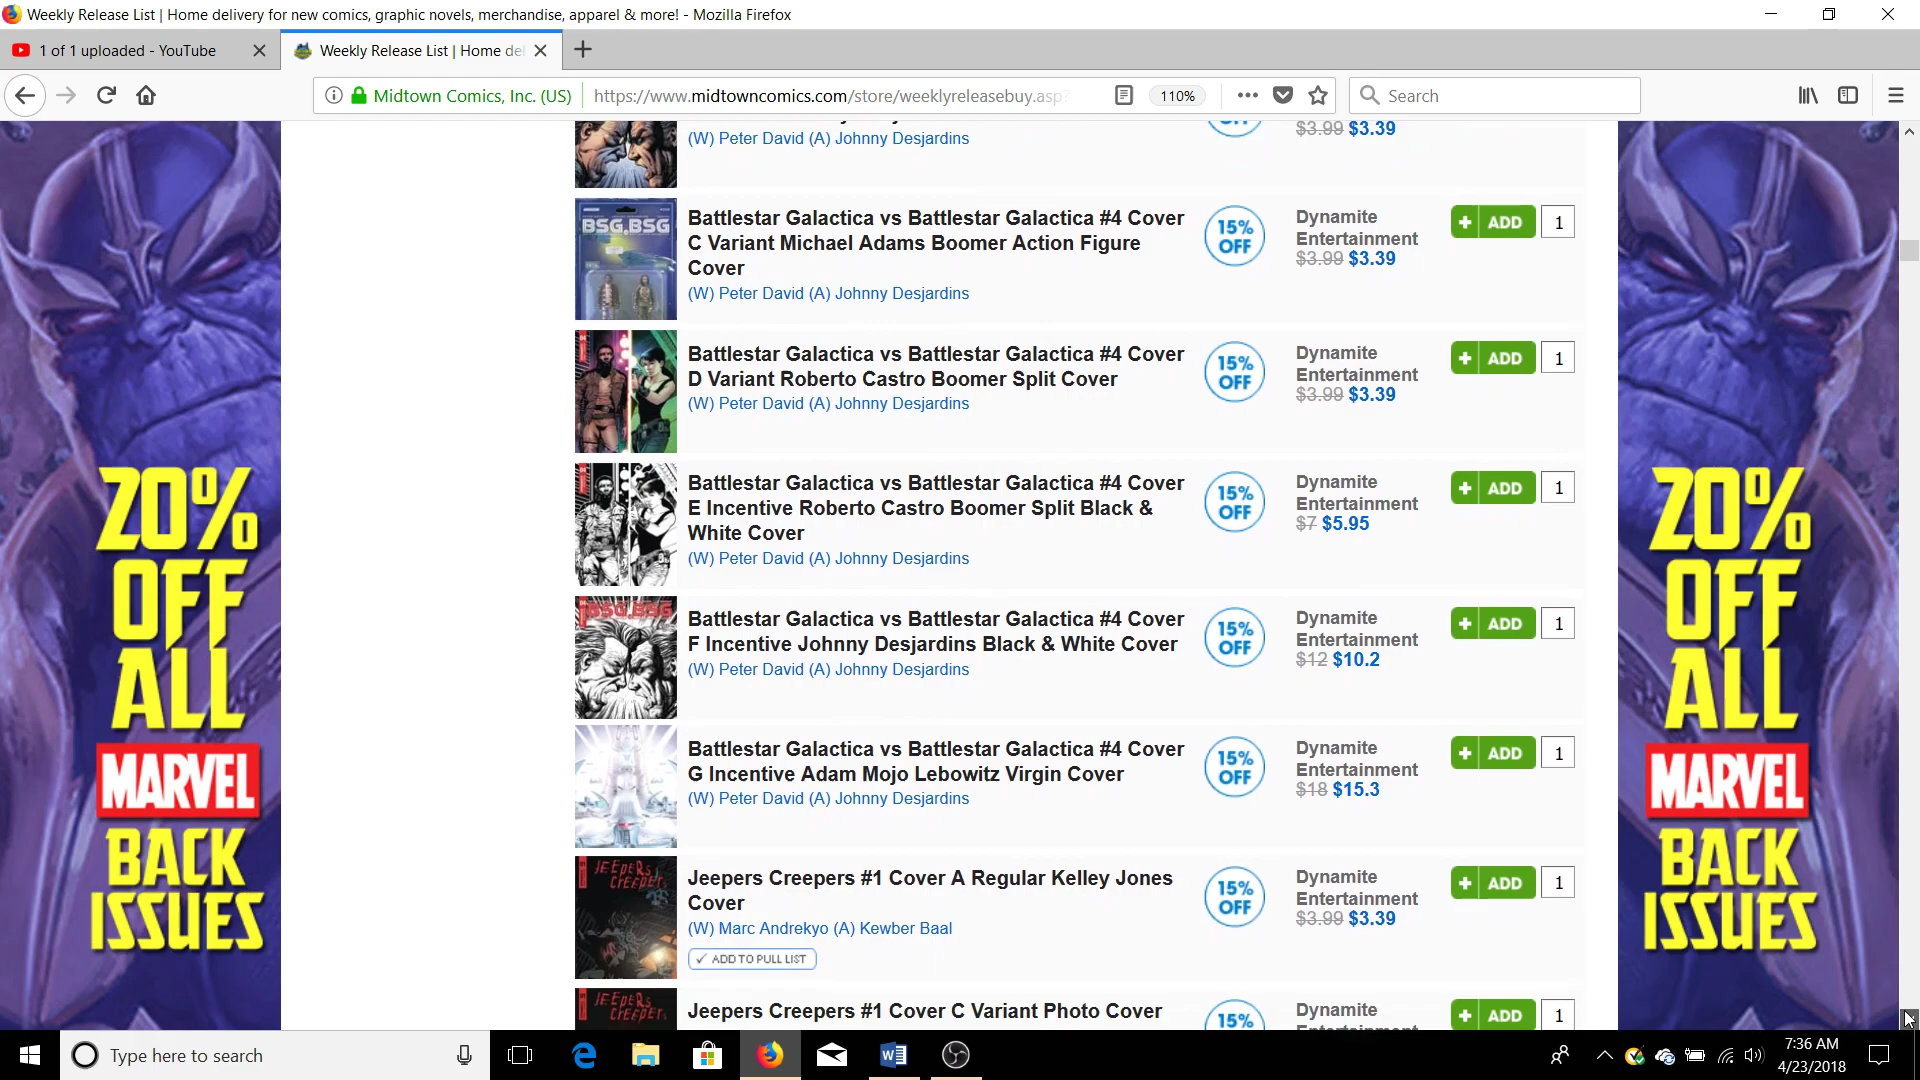 Weekly Release List | Home delivery for new comics, graphic novels, merchandise, apparel & more! - Mozilla Firefox
1 of 1 uploaded - YouTube
Weekly Release List | Home del
Midtown Comics, Inc. (US)
https://www.midtowncomics.com/store/weeklyreleasebuy.asp?
110%
Search
(W) Peter David (A) Johnny Desjardins
$3.99 $3.39
BSG BSG
Battlestar Galactica vs Battlestar Galactica #4 Cover
C Variant Michael Adams Boomer Action Figure
Cover
(W) Peter David (A) Johnny Desjardins
15%
OFF
Dynamite
Entertainment
$3.99 $3.39
+ ADD
1
Battlestar Galactica vs Battlestar Galactica #4 Cover
D Variant Roberto Castro Boomer Split Cover
(W) Peter David (A) Johnny Desjardins
15%
OFF
Dynamite
Entertainment
$3.99 $3.39
+ ADD
1
Battlestar Galactica vs Battlestar Galactica #4 Cover
E Incentive Roberto Castro Boomer Split Black &
White Cover
(W) Peter David (A) Johnny Desjardins
15%
OFF
Dynamite
Entertainment
$7 $5.95
+ ADD
1
BSG BSG
Battlestar Galactica vs Battlestar Galactica #4 Cover
F Incentive Johnny Desjardins Black & White Cover
(W) Peter David (A) Johnny Desjardins
15%
OFF
Dynamite
Entertainment
$12 $10.2
+ ADD
1
Battlestar Galactica vs Battlestar Galactica #4 Cover
G Incentive Adam Mojo Lebowitz Virgin Cover
(W) Peter David (A) Johnny Desjardins
15%
OFF
Dynamite
Entertainment
$18 $15.3
+ ADD
1
JEEPERS
CREEPERS
Jeepers Creepers #1 Cover A Regular Kelley Jones
Cover
(W) Marc Andrekyo (A) Kewber Baal
✓ ADD TO PULL LIST
15%
OFF
Dynamite
Entertainment
$3.99 $3.39
+ ADD
1
JEEPERS
CREEPERS
Jeepers Creepers #1 Cover C Variant Photo Cover
15%
Dynamite
+ ADD
1
20%
OFF
ALL
MARVEL
BACK
ISSUES
20%
OFF
ALL
MARVEL
BACK
ISSUES
Type here to search
7:36 AM
4/23/2018